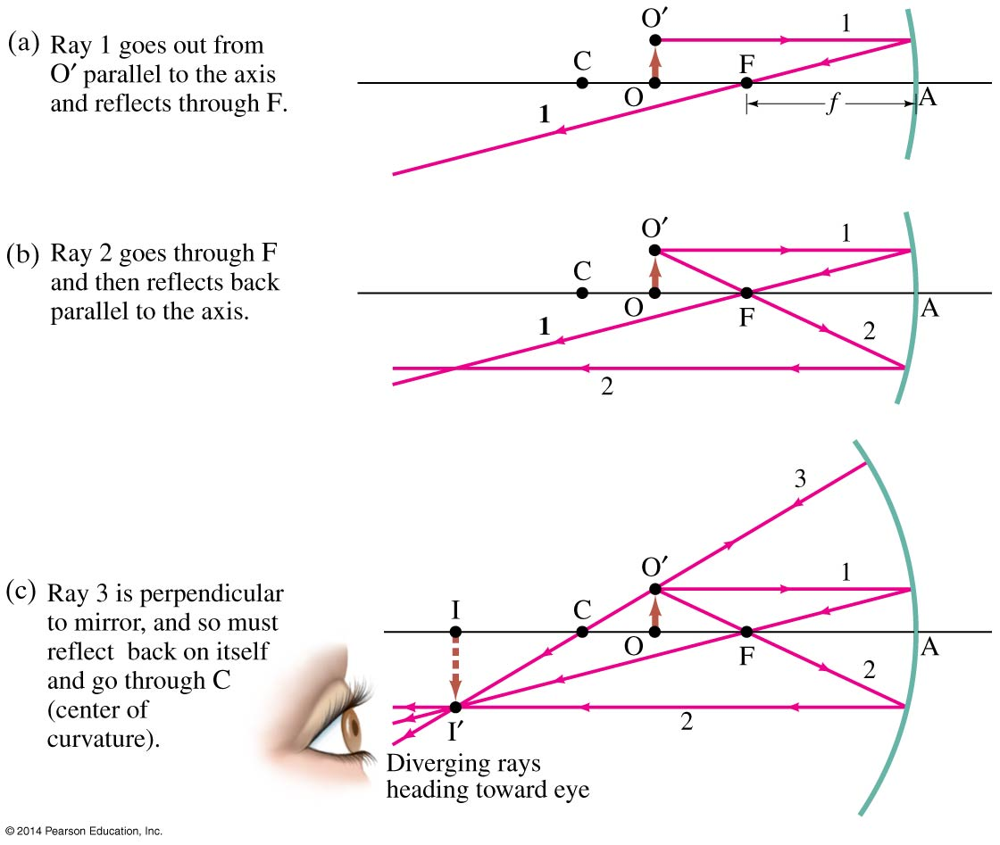 (a) Ray 1 goes out from
O′ parallel to the axis
and reflects through F.
O′
1
C
F
O
A
f
1
(b) Ray 2 goes through F
and then reflects back
parallel to the axis.
O′
1
C
O
F
A
1
2
2
3
(c) Ray 3 is perpendicular
to mirror, and so must
reflect back on itself
and go through C
(center of
curvature).
O′
1
I
C
O
F
A
2
2
I′
Diverging rays
heading toward eye
© 2014 Pearson Education, Inc.